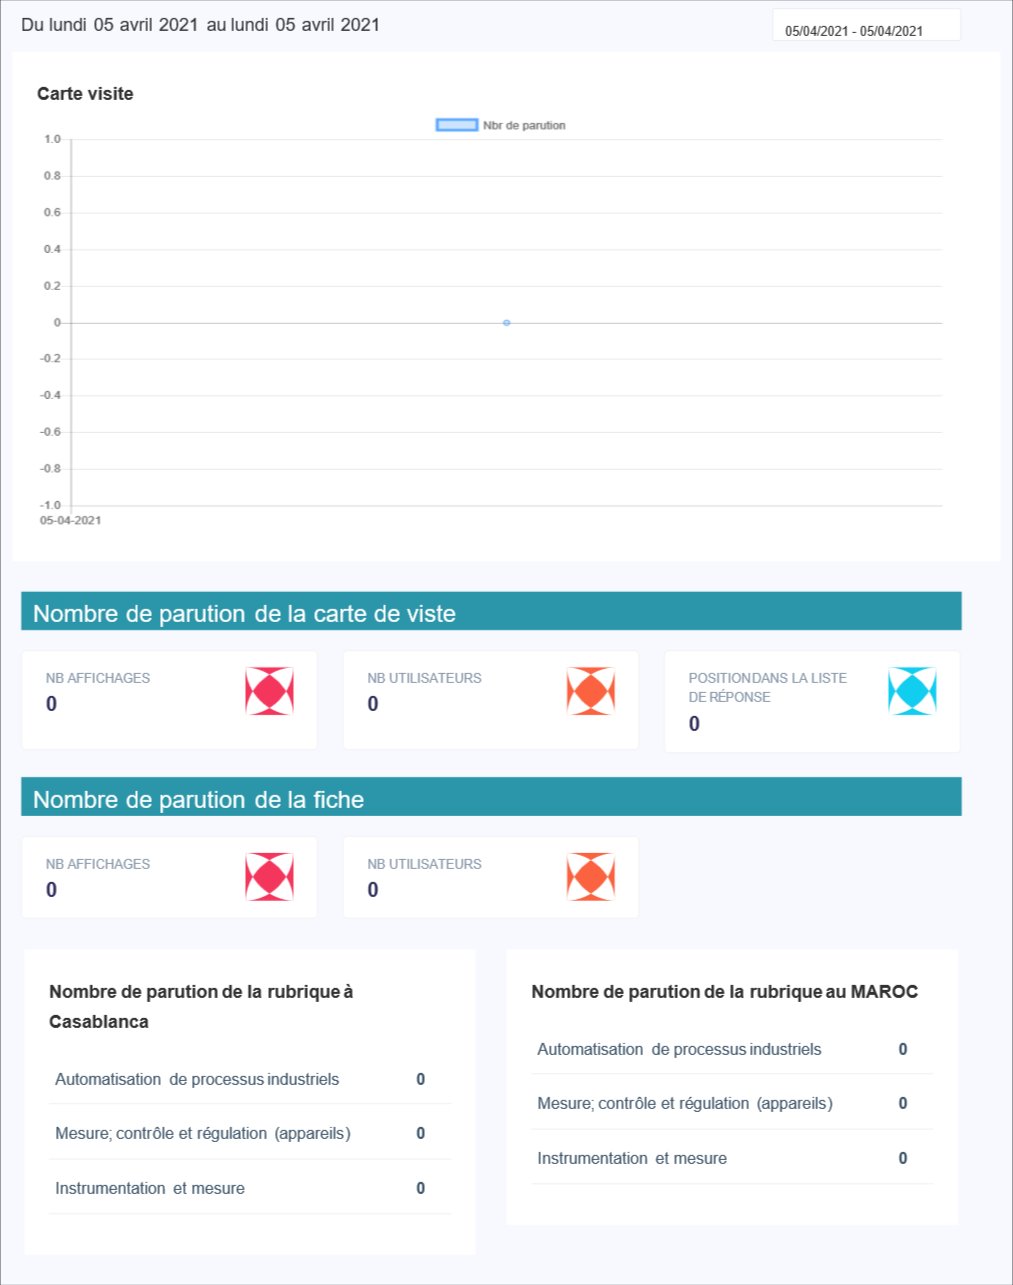 Du lundi 05 avril 2021 au lundi 05 avril 2021
05/04/2021 - 05/04/2021
Carte visite
Nbr de parution
1.0
0.8
0.6
0.4
0.2
0
-0.2
-0.4
-0.6
-0.8
-1.0
05-04-2021
Nombre de parution de la carte de viste
NB AFFICHAGES
0
NB UTILISATEURS
0
POSITION DANS LA LISTE
DE RÉPONSE
0
Nombre de parution de la fiche
NB AFFICHAGES
0
NB UTILISATEURS
0
Nombre de parution de la rubrique à
Casablanca
Automatisation de processus industriels 0
Mesure; contrôle et régulation (appareils) 0
Instrumentation et mesure 0
Nombre de parution de la rubrique au MAROC
Automatisation de processus industriels 0
Mesure; contrôle et régulation (appareils) 0
Instrumentation et mesure 0